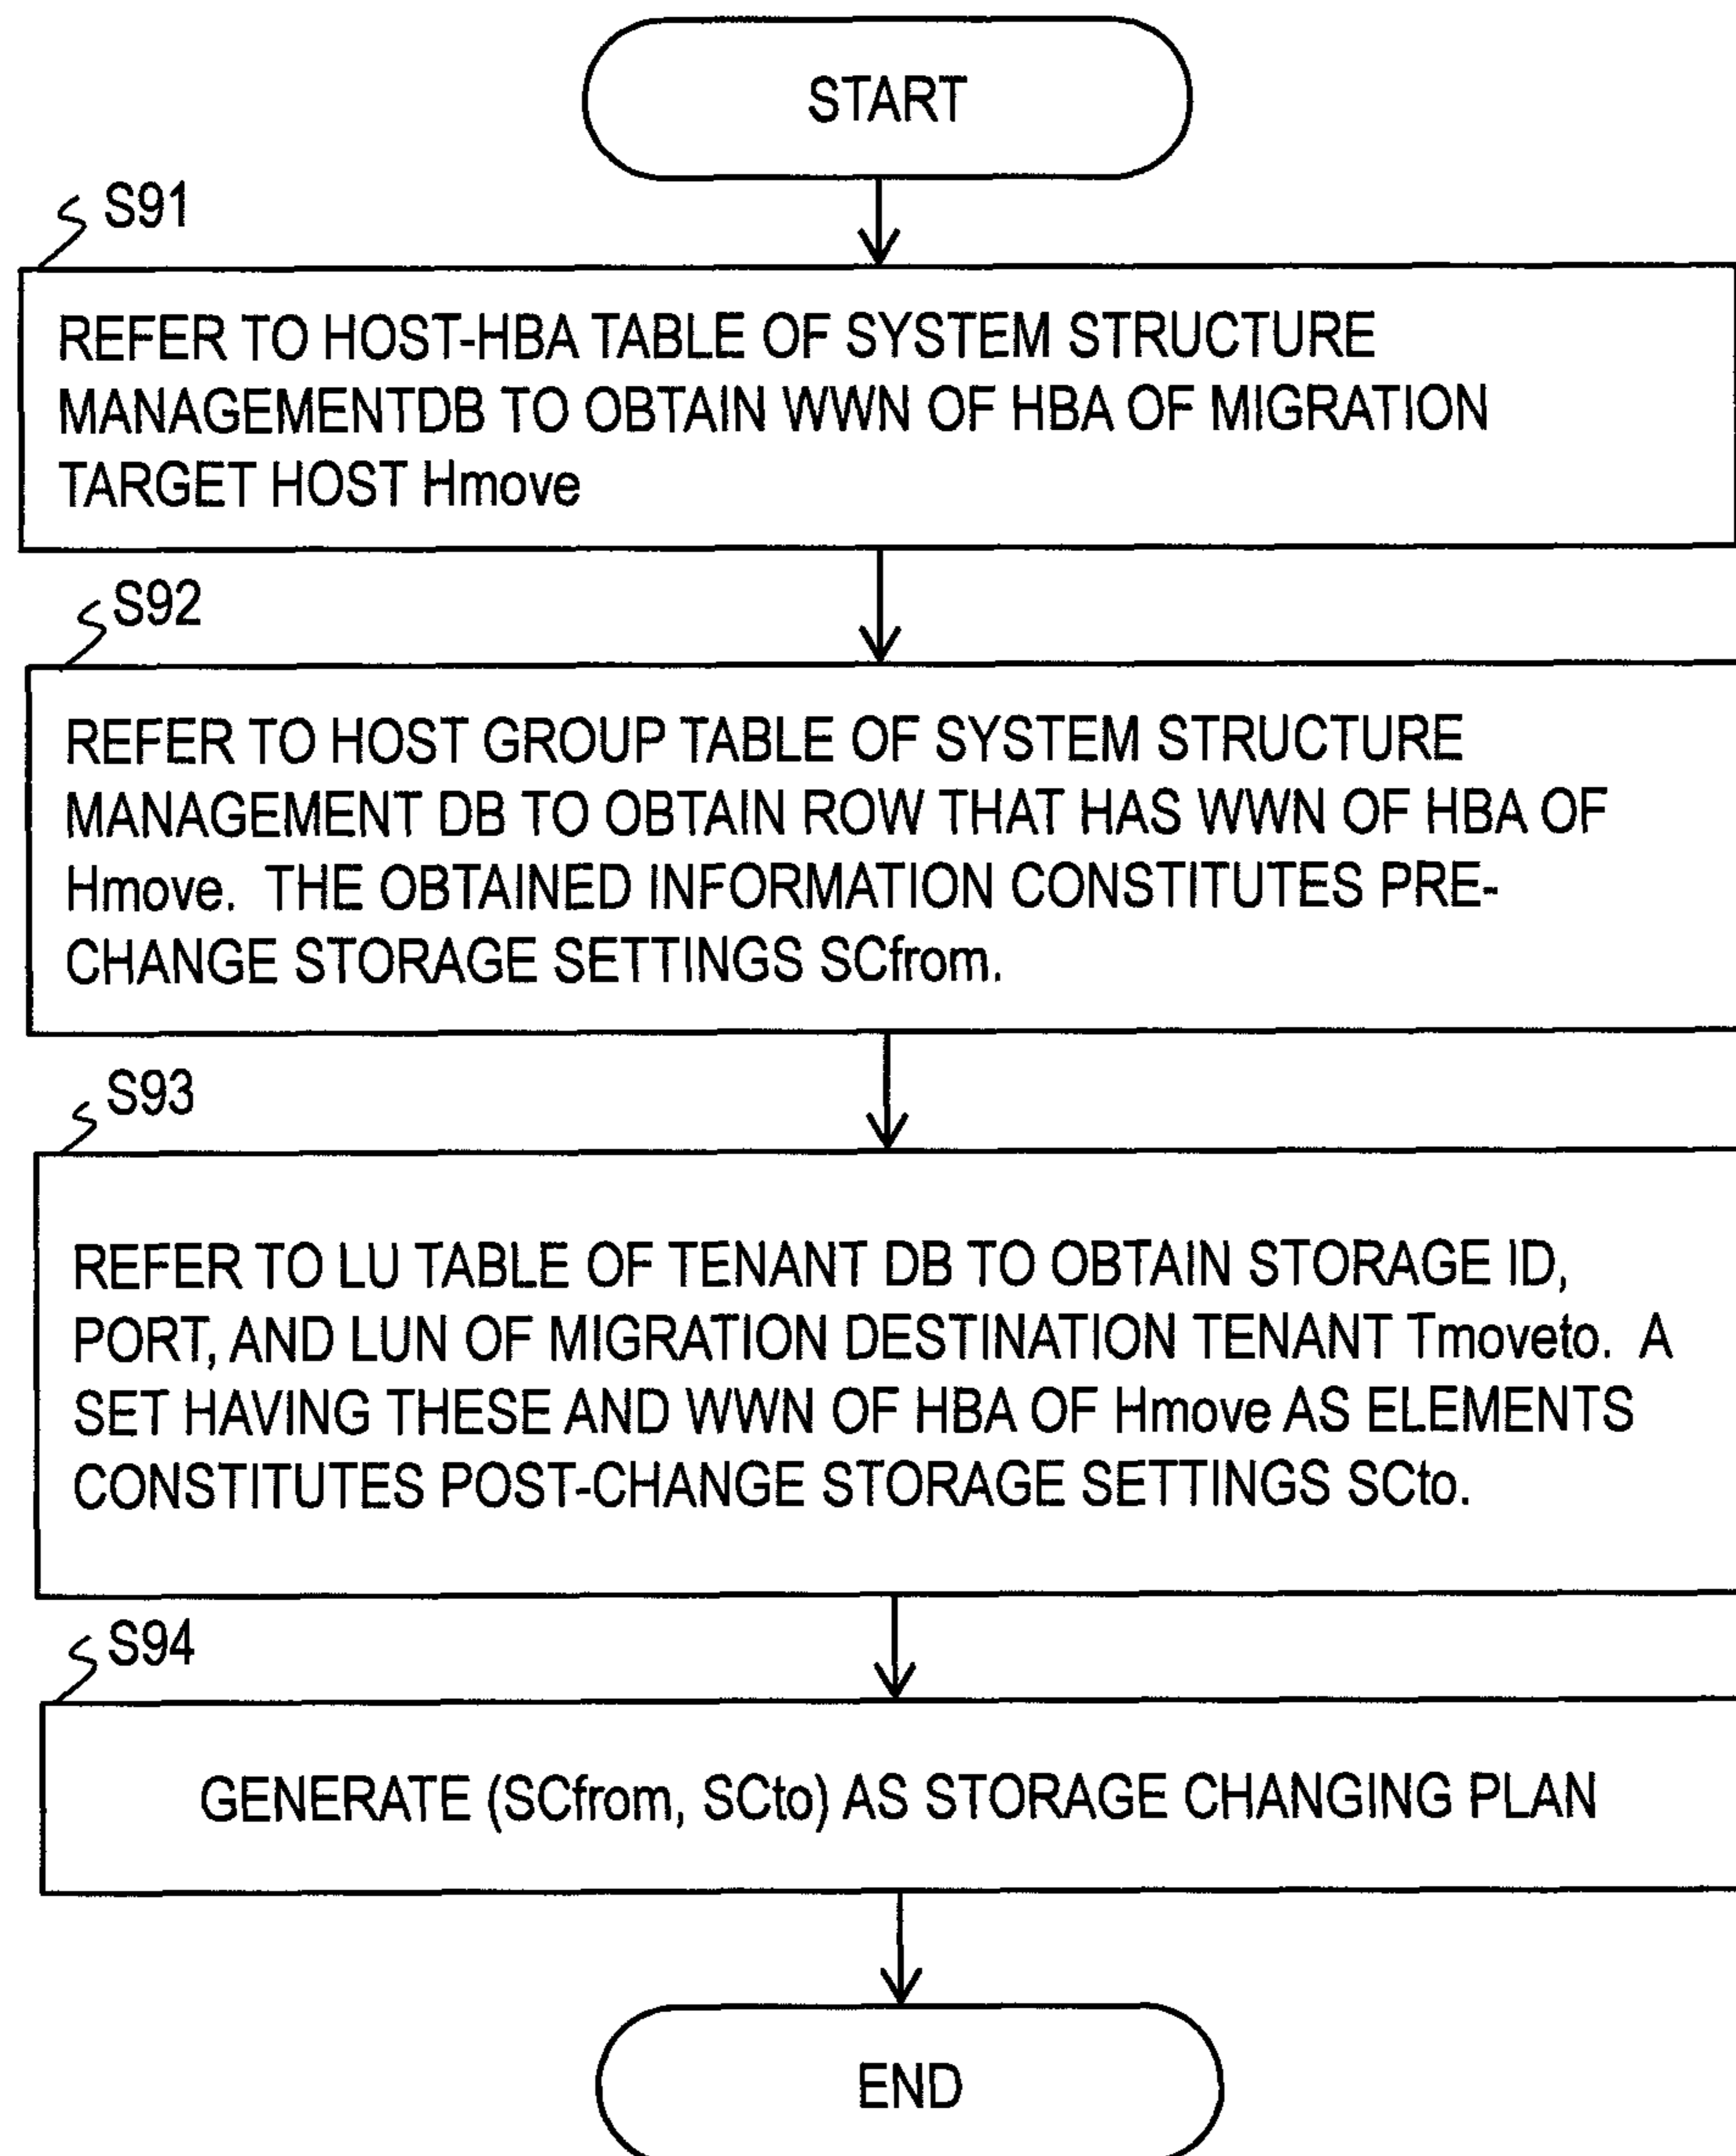 START
S91
REFER TO HOST-HBA TABLE OF SYSTEM STRUCTURE
MANAGEMENTDB TO OBTAIN WWN OF HBA OF MIGRATION
TARGET HOST Hmove
S92
REFER TO HOST GROUP TABLE OF SYSTEM STRUCTURE
MANAGEMENT DB TO OBTAIN ROW THAT HAS WWN OF HBA OF
Hmove. THE OBTAINED INFORMATION CONSTITUTES PRE-
CHANGE STORAGE SETTINGS SCfrom.
S93
REFER TO LU TABLE OF TENANT DB TO OBTAIN STORAGE ID,
PORT, AND LUN OF MIGRATION DESTINATION TENANT Tmoveto. A
SET HAVING THESE AND WWN OF HBA OF Hmove AS ELEMENTS
CONSTITUTES POST-CHANGE STORAGE SETTINGS SCto.
S94
GENERATE (SCfrom, SCto) AS STORAGE CHANGING PLAN
END